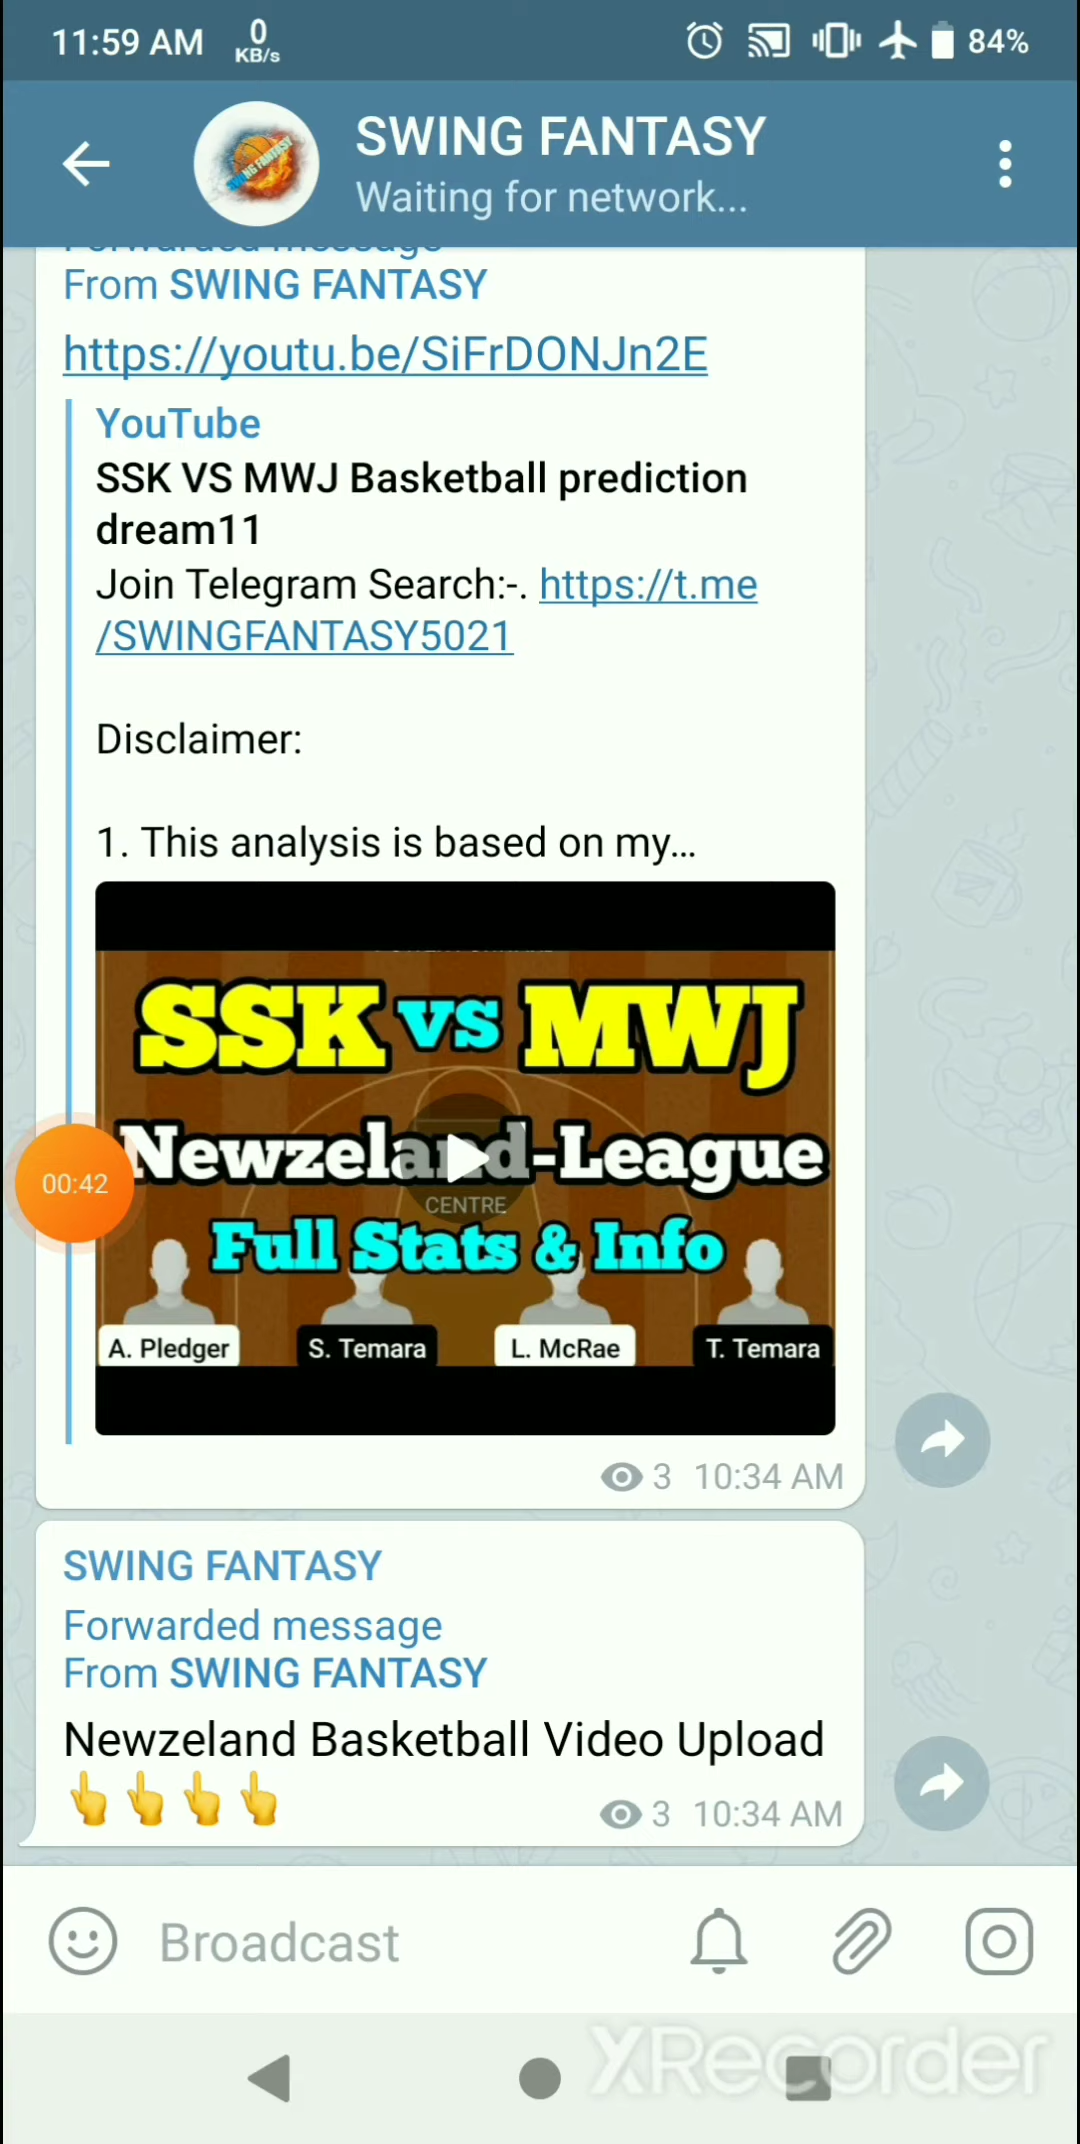 11:59 AM 0 KB/s 84%
SWING FANTASY
Waiting for network...
Forwarded message
From SWING FANTASY
https://youtu.be/SiFrDONJn2E
YouTube
SSK VS MWJ Basketball prediction
dream11
Join Telegram Search:-. https://t.me
/SWINGFANTASY5021
Disclaimer:
1. This analysis is based on my...
SSK vs MWJ
Newzeland-League
00:42
CENTRE
Full Stats & Info
A. Pledger S. Temara L. McRae T. Temara
3 10:34 AM
SWING FANTASY
Forwarded message
From SWING FANTASY
Newzeland Basketball Video Upload
👆👆👆👆 3 10:34 AM
Broadcast
XRecorder